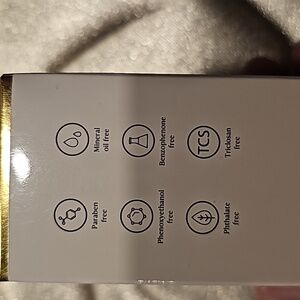 Mineral
oil free
Benzophenone
free
TCS
Triclosan
free
Paraben
free
Phenoxyethanol
free
Phthalate
free